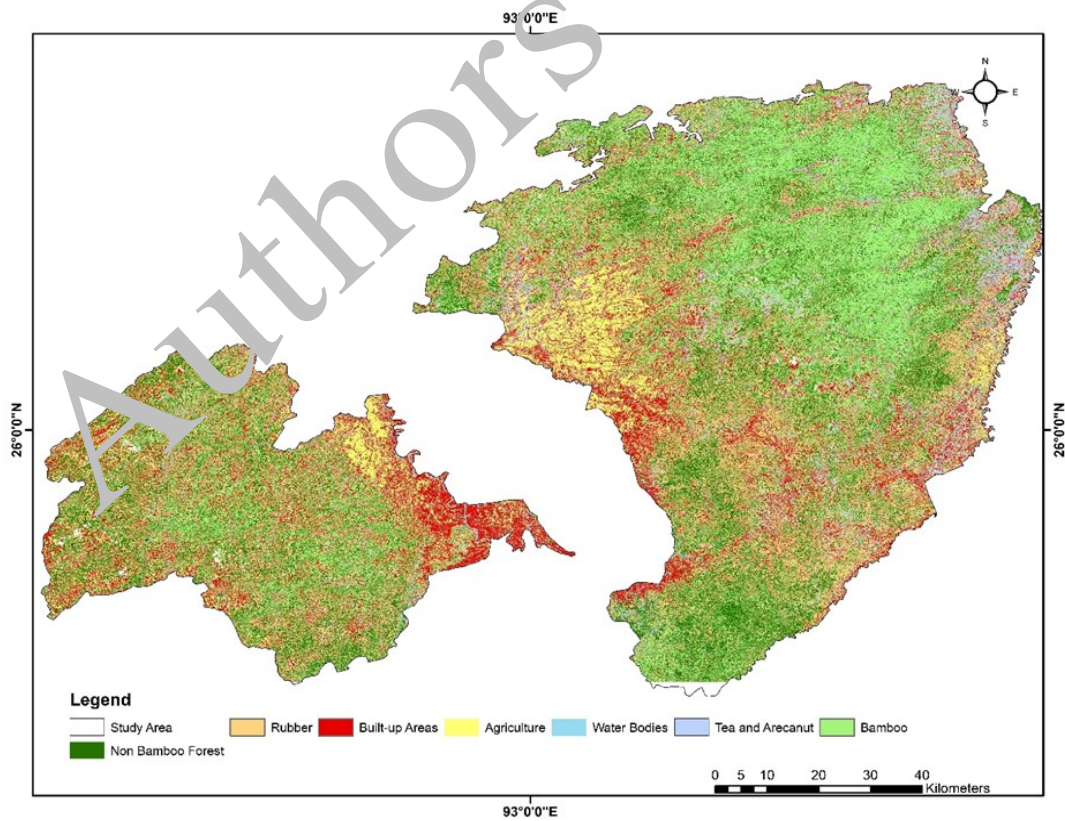 93°0'0"E
Authors
N
W E
S
26°0'0"N
26°0'0"N
Legend
Study Area Rubber Built-up Areas Agriculture Water Bodies Tea and Arecanut Bamboo
Non Bamboo Forest
0 5 10 20 30 40
Kilometers
93°0'0"E